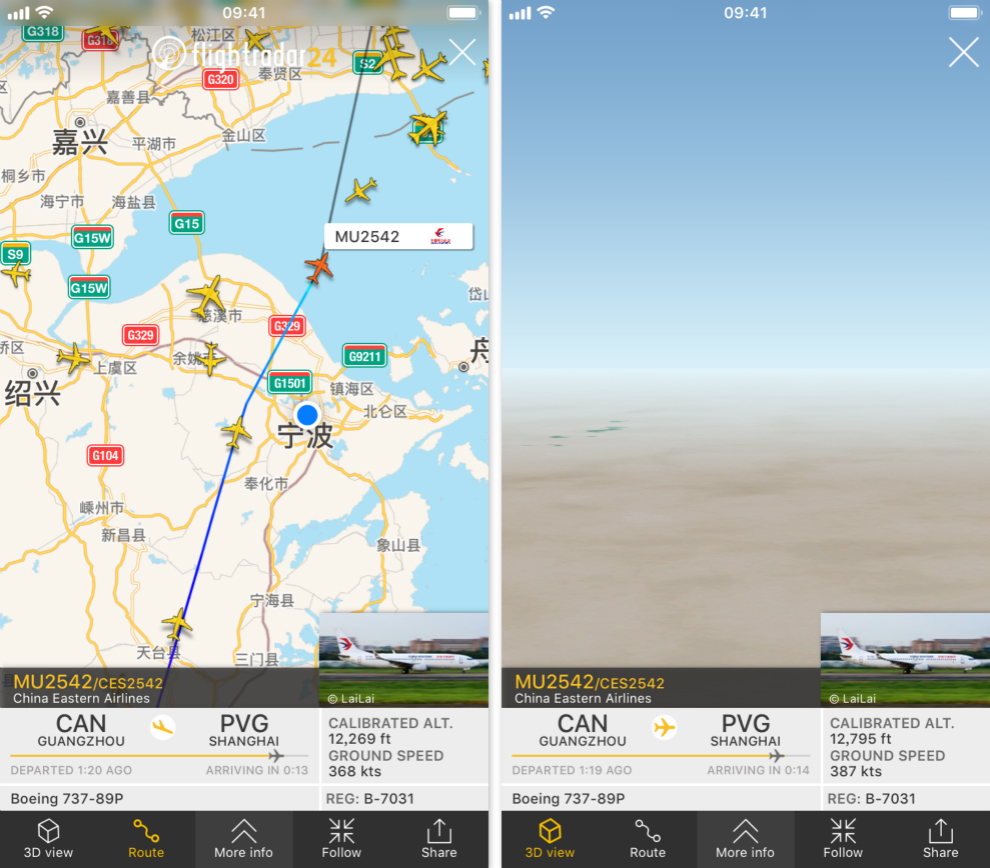 09:41
G318
G318
松江区
flightradar24
S2
奉贤区
G320
嘉善县
嘉兴
平湖市
金山区
桐乡市
海宁市
海盐县
G15
G15W
MU2542
S9
G15W
慈溪市
G329
G329
余姚市
上虞区
G9211
绍兴
G1501
镇海区
北仑区
宁波
G104
奉化市
嵊州市
新昌县
象山县
宁海县
天台县
三门县
MU2542/CES2542
China Eastern Airlines
© LaiLai
CAN
GUANGZHOU
PVG
SHANGHAI
DEPARTED 1:20 AGO
ARRIVING IN 0:13
CALIBRATED ALT.
12,269 ft
GROUND SPEED
368 kts
Boeing 737-89P
REG: B-7031
3D view
Route
More info
Follow
Share
09:41
MU2542/CES2542
China Eastern Airlines
© LaiLai
CAN
GUANGZHOU
PVG
SHANGHAI
DEPARTED 1:19 AGO
ARRIVING IN 0:14
CALIBRATED ALT.
12,795 ft
GROUND SPEED
387 kts
Boeing 737-89P
REG: B-7031
3D view
Route
More info
Follow
Share